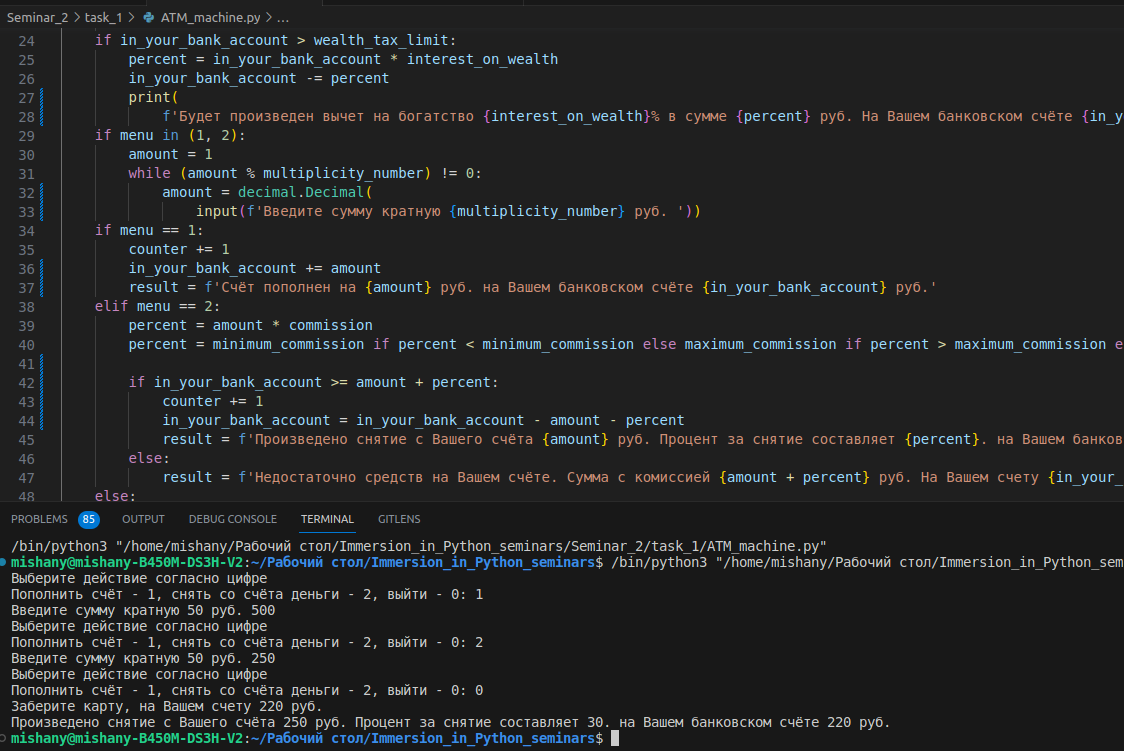 Seminar_2 > task_1 > ATM_machine.py > ...
24 if in_your_bank_account > wealth_tax_limit:
25 percent = in_your_bank_account * interest_on_wealth
26 in_your_bank_account -= percent
27 print(
28 f'Будет произведен вычет на богатство {interest_on_wealth}% в сумме {percent} руб. На Вашем банковском счёте {in_y
29 if menu in (1, 2):
30 amount = 1
31 while (amount % multiplicity_number) != 0:
32 amount = decimal.Decimal(
33 input(f'Введите сумму кратную {multiplicity_number} руб. '))
34 if menu == 1:
35 counter += 1
36 in_your_bank_account += amount
37 result = f'Счёт пополнен на {amount} руб. на Вашем банковском счёте {in_your_bank_account} руб.'
38 elif menu == 2:
39 percent = amount * commission
40 percent = minimum_commission if percent < minimum_commission else maximum_commission if percent > maximum_commission e
41
42 if in_your_bank_account >= amount + percent:
43 counter += 1
44 in_your_bank_account = in_your_bank_account - amount - percent
45 result = f'Произведено снятие с Вашего счёта {amount} руб. Процент за снятие составляет {percent}. на Вашем банков
46 else:
47 result = f'Недостаточно средств на Вашем счёте. Сумма с комиссией {amount + percent} руб. На Вашем счету {in_your_
48 else:
PROBLEMS 85 OUTPUT DEBUG CONSOLE TERMINAL GITLENS
/bin/python3 "/home/mishany/Рабочий стол/Immersion_in_Python_seminars/Seminar_2/task_1/ATM_machine.py"
mishany@mishany-B450M-DS3H-V2:~/Рабочий стол/Immersion_in_Python_seminars$ /bin/python3 "/home/mishany/Рабочий стол/Immersion_in_Python_sem
Выберите действие согласно цифре
Пополнить счёт - 1, снять со счёта деньги - 2, выйти - 0: 1
Введите сумму кратную 50 руб. 500
Выберите действие согласно цифре
Пополнить счёт - 1, снять со счёта деньги - 2, выйти - 0: 2
Введите сумму кратную 50 руб. 250
Выберите действие согласно цифре
Пополнить счёт - 1, снять со счёта деньги - 2, выйти - 0: 0
Заберите карту, на Вашем счету 220 руб.
Произведено снятие с Вашего счёта 250 руб. Процент за снятие составляет 30. на Вашем банковском счёте 220 руб.
mishany@mishany-B450M-DS3H-V2:~/Рабочий стол/Immersion_in_Python_seminars$